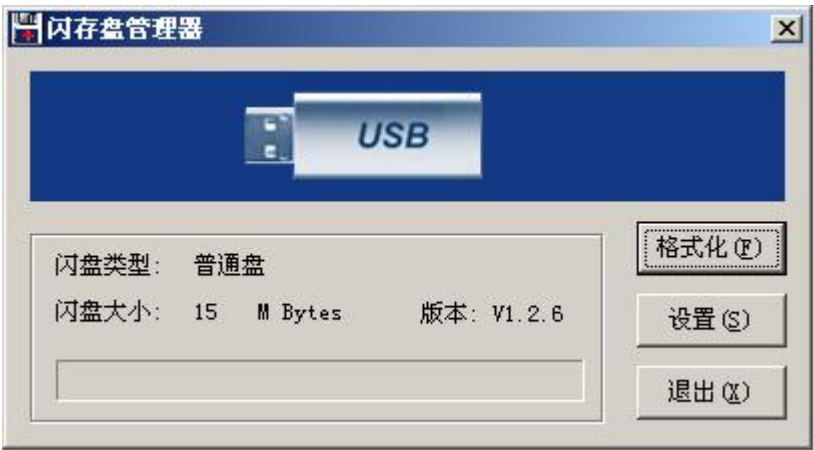 闪存盘管理器
USB
闪盘类型: 普通盘
闪盘大小: 15 M Bytes 版本: V1.2.6
格式化(F)
设置(S)
退出(X)